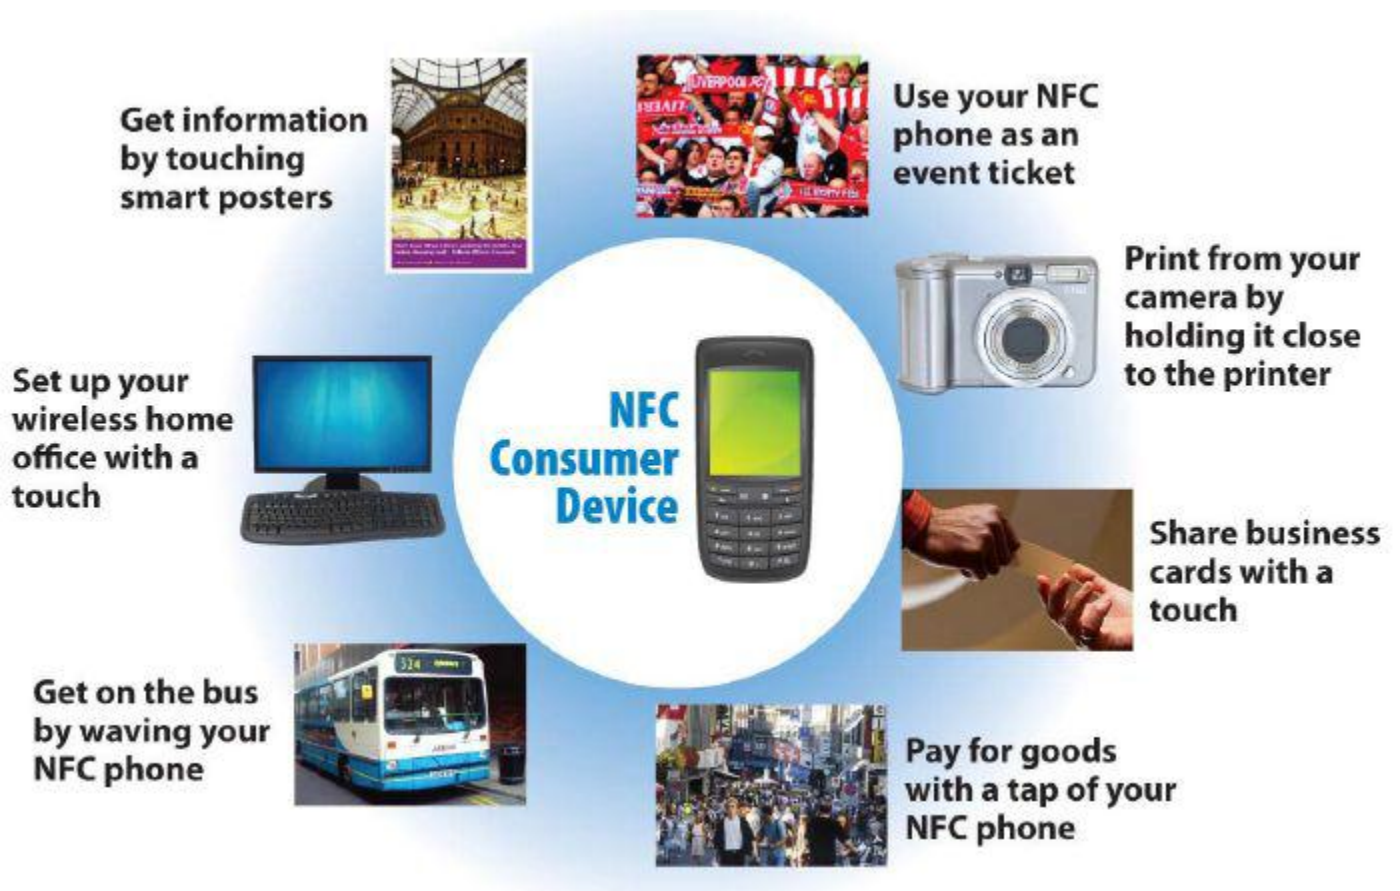 Get information
by touching
smart posters
LIVERPOOL FC
Use your NFC
phone as an
event ticket
Print from your
camera by
holding it close
to the printer
Set up your
wireless home
office with a
touch
NFC
Consumer
Device
Share business
cards with a
touch
Get on the bus
by waving your
NFC phone
324
Pay for goods
with a tap of your
NFC phone